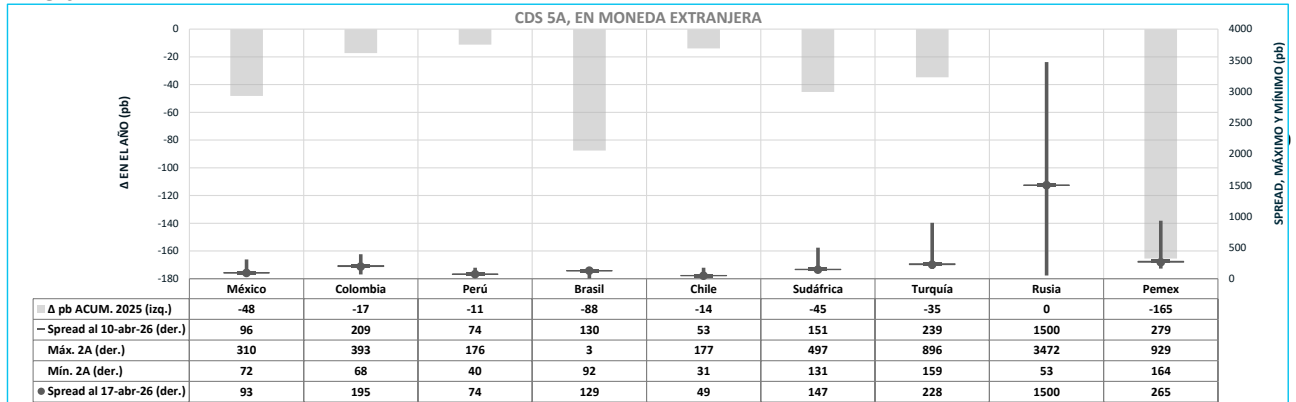 CDS 5A, EN MONEDA EXTRANJERA
Δ EN EL AÑO (pb)
0
-20
-40
-60
-80
-100
-120
-140
-160
-180
SPREAD, MÁXIMO Y MÍNIMO (pb)
4000
3500
3000
2500
2000
1500
1000
500
0
México Colombia Perú Brasil Chile Sudáfrica Turquía Rusia Pemex
Δ pb ACUM. 2025 (izq.) -48 -17 -11 -88 -14 -45 -35 0 -165
Spread al 10-abr-26 (der.) 96 209 74 130 53 151 239 1500 279
Máx. 2A (der.) 310 393 176 3 177 497 896 3472 929
Mín. 2A (der.) 72 68 40 92 31 131 159 53 164
Spread al 17-abr-26 (der.) 93 195 74 129 49 147 228 1500 265